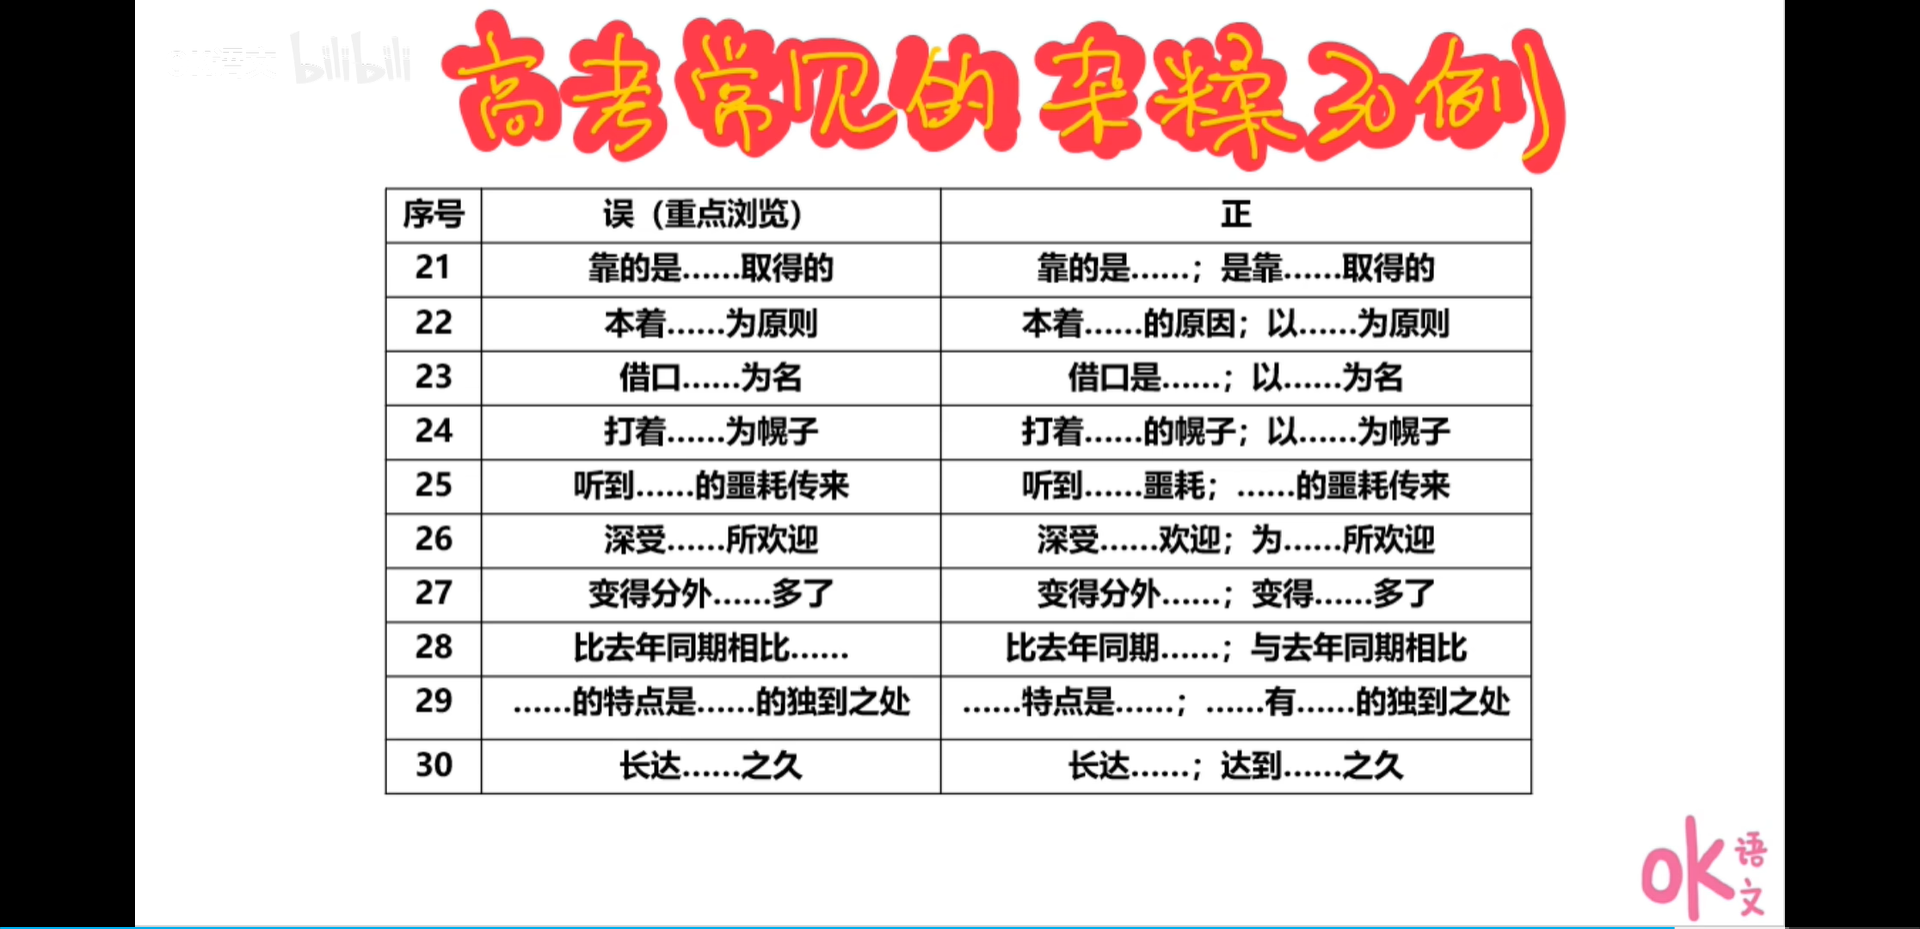 bilibili
高考常见的杂糅30例
序号 误（重点浏览） 正
21 靠的是……取得的 靠的是……；是靠……取得的
22 本着……为原则 本着……的原因；以……为原则
23 借口……为名 借口是……；以……为名
24 打着……为幌子 打着……的幌子；以……为幌子
25 听到……的噩耗传来 听到……噩耗；……的噩耗传来
26 深受……所欢迎 深受……欢迎；为……所欢迎
27 变得分外……多了 变得分外……；变得……多了
28 比去年同期相比…… 比去年同期……；与去年同期相比
29 ……的特点是……的独到之处 ……特点是……；……有……的独到之处
30 长达……之久 长达……；达到……之久
ok语文